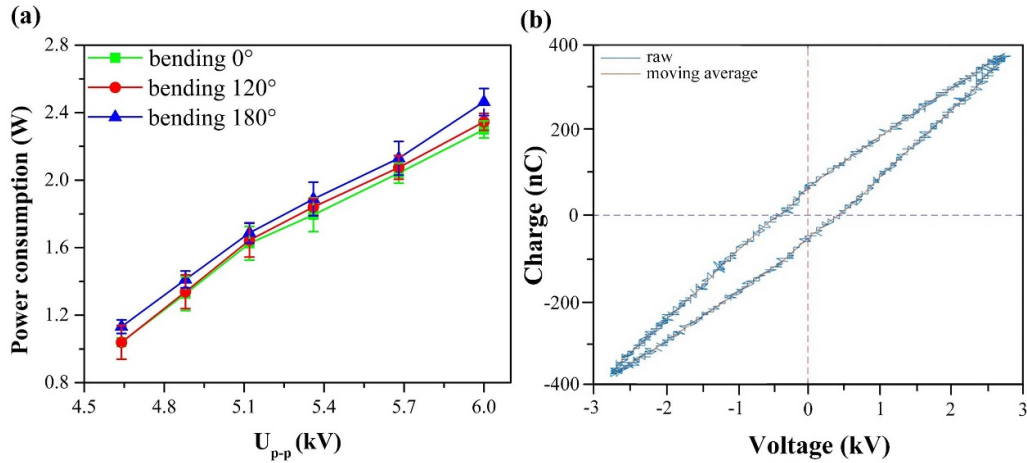 (a)
2.8
2.4
2.0
1.6
1.2
0.8
Power consumption (W)
bending 0°
bending 120°
bending 180°
4.5 4.8 5.1 5.4 5.7 6.0
Up-p (kV)
(b)
400
200
0
-200
-400
Charge (nC)
raw
moving average
-3 -2 -1 0 1 2 3
Voltage (kV)